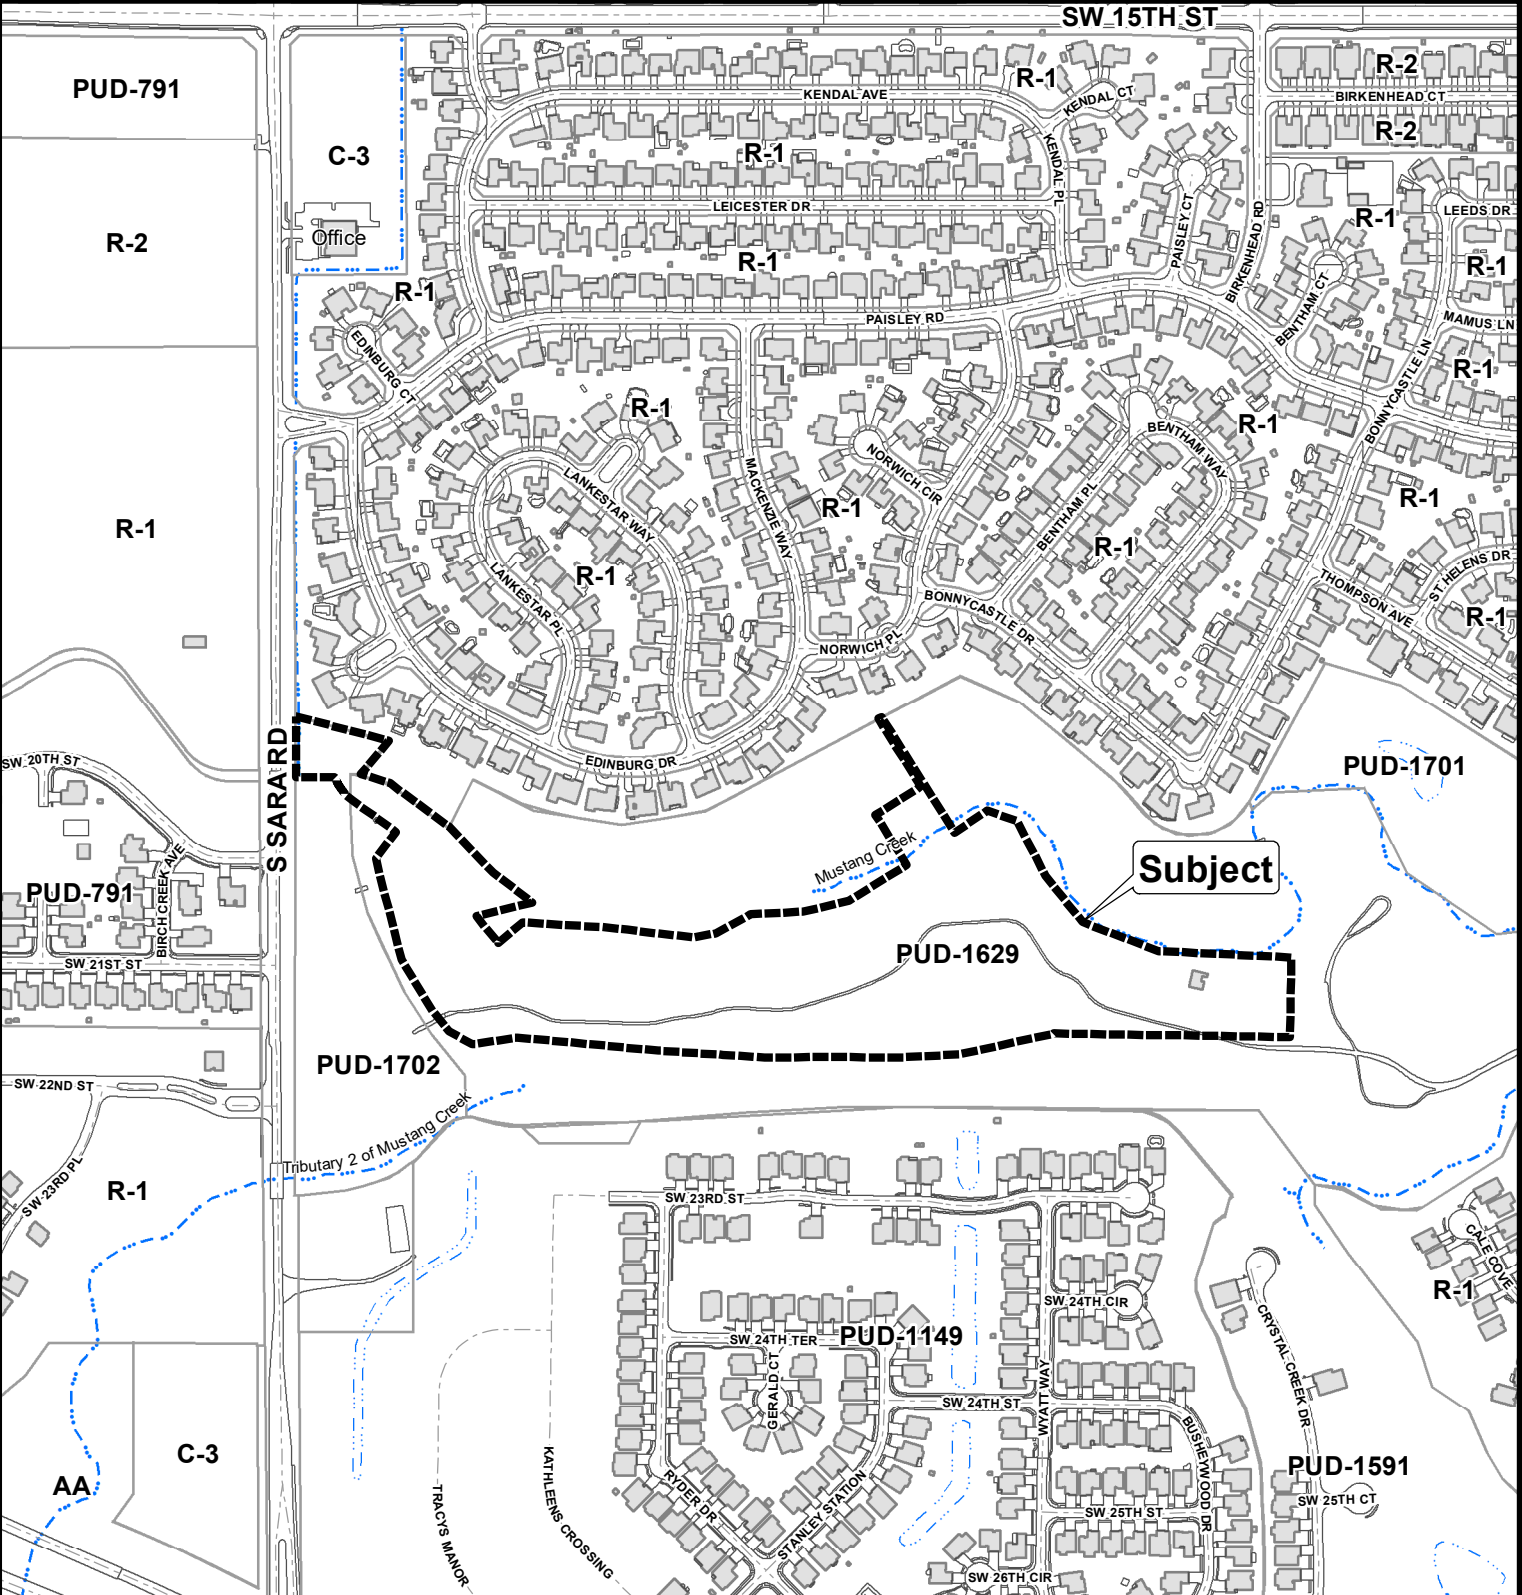 SW 15TH ST
PUD-791
R-2
R-1
KENDAL AVE
KENDAL CT
BIRKENHEAD CT
R-2
C-3
R-1
KENDAL PL
LEICESTER DR
PAISLEY CT
BIRKENHEAD RD
R-1
LEEDS DR
R-2
Office
R-1
R-1
R-1
BENTHAM CT
MAMUS LN
PAISLEY RD
EDINBURG CT
BONNYCASTLE LN
R-1
R-1
R-1
BENTHAM WAY
NORWICH CIR
LANKESTAR WAY
MACKENZIE WAY
R-1
BENTHAM PL
R-1
R-1
R-1
R-1
LANKESTAR PL
ST HELENS DR
THOMPSON AVE
BONNYCASTLE DR
R-1
NORWICH PL
S SARA RD
SW 20TH ST
EDINBURG DR
PUD-1701
Mustang Creek
Subject
PUD-791
BIRCH CREEK AVE
PUD-1629
SW 21ST ST
PUD-1702
SW 22ND ST
Tributary 2 of Mustang Creek
SW 23RD PL
R-1
SW 23RD ST
CALE COVE
R-1
SW 24TH CIR
SW 24TH TER
PUD-1149
GERALD CT
CRYSTAL CREEK DR
WYATT WAY
SW 24TH ST
BUSHEYWOOD DR
C-3
AA
PUD-1591
RYDER DR
STANLEY STATION
SW 25TH CT
SW 25TH ST
TRACYS MANOR
KATHLEENS CROSSING
SW 26TH CIR